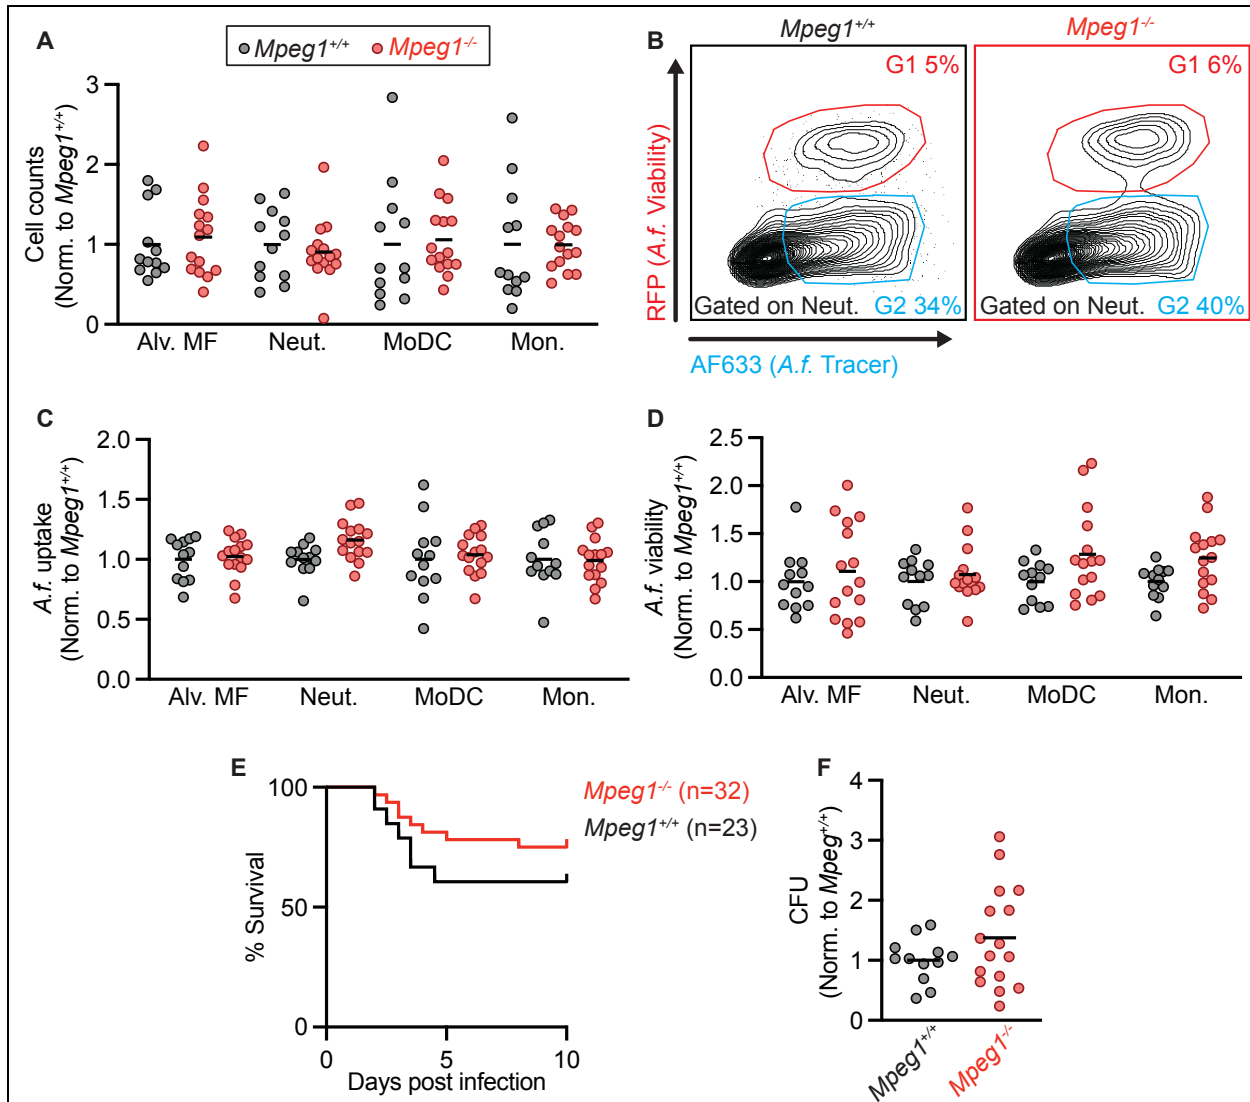 A
Mpeg1+/+ Mpeg1-/-
Cell counts
(Norm. to Mpeg1+/+)
3
2
1
0
Alv. MF Neut. MoDC Mon.
B
Mpeg1+/+ Mpeg1-/-
RFP (A.f. Viability)
G1 5%
G1 6%
Gated on Neut. G2 34%
Gated on Neut. G2 40%
AF633 (A.f. Tracer)
C
A.f. uptake
(Norm. to Mpeg1+/+)
2.0
1.5
1.0
0.5
0.0
Alv. MF Neut. MoDC Mon.
D
A.f. viability
(Norm. to Mpeg1+/+)
2.5
2.0
1.5
1.0
0.5
0.0
Alv. MF Neut. MoDC Mon.
E
% Survival
100
50
0
0 5 10
Days post infection
Mpeg1-/- (n=32)
Mpeg1+/+ (n=23)
F
CFU
(Norm. to Mpeg+/+)
4
3
2
1
0
Mpeg1+/+
Mpeg1-/-